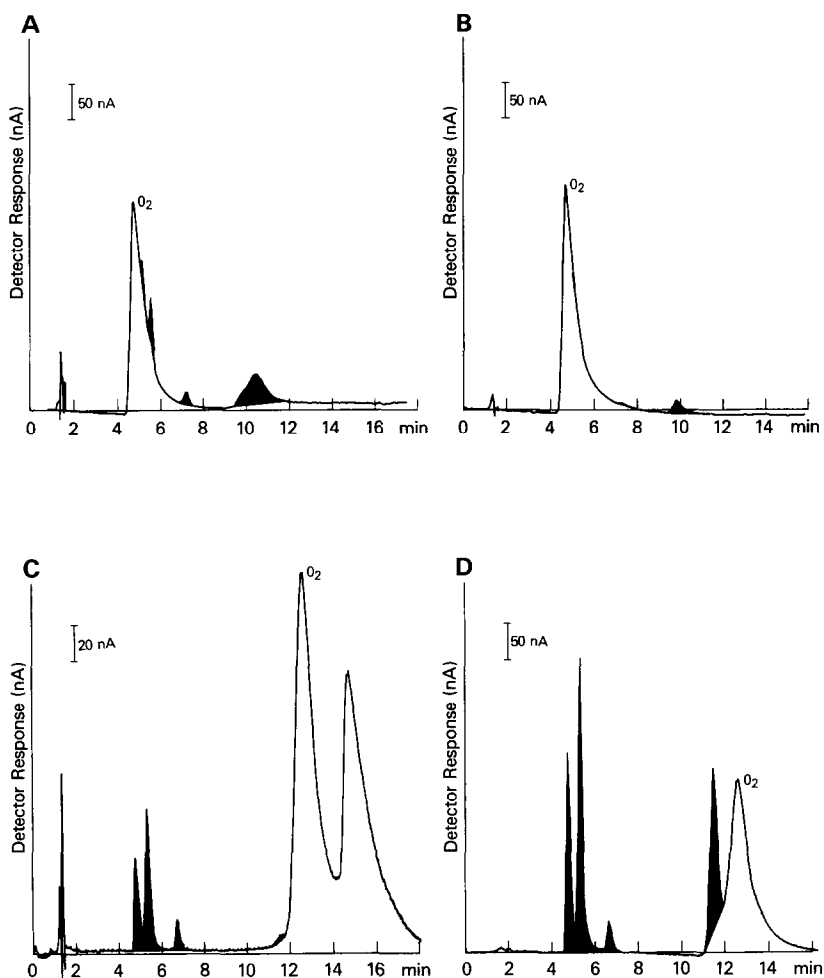 A
50 nA
O2
Detector Response (nA)
0 2 4 6 8 10 12 14 16 min
B
50 nA
O2
Detector Response (nA)
0 2 4 6 8 10 12 14 min
C
20 nA
O2
Detector Response (nA)
0 2 4 6 8 10 12 14 16 min
D
50 nA
O2
Detector Response (nA)
0 2 4 6 8 10 12 14 min